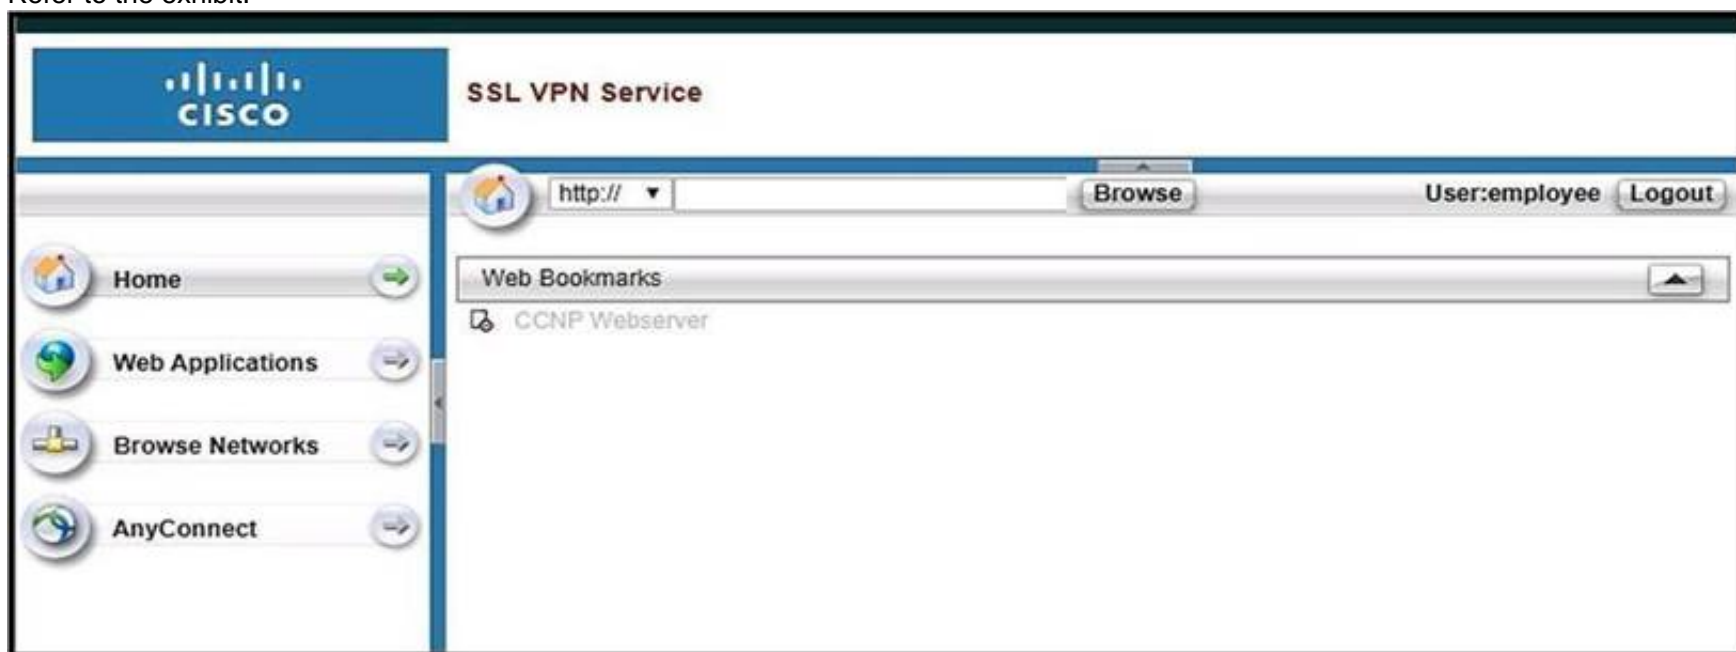 Refer to the exhibit.
CISCO
SSL VPN Service
http://
Browse
User:employee
Logout
Home
Web Applications
Browse Networks
AnyConnect
Web Bookmarks
CCNP Webserver